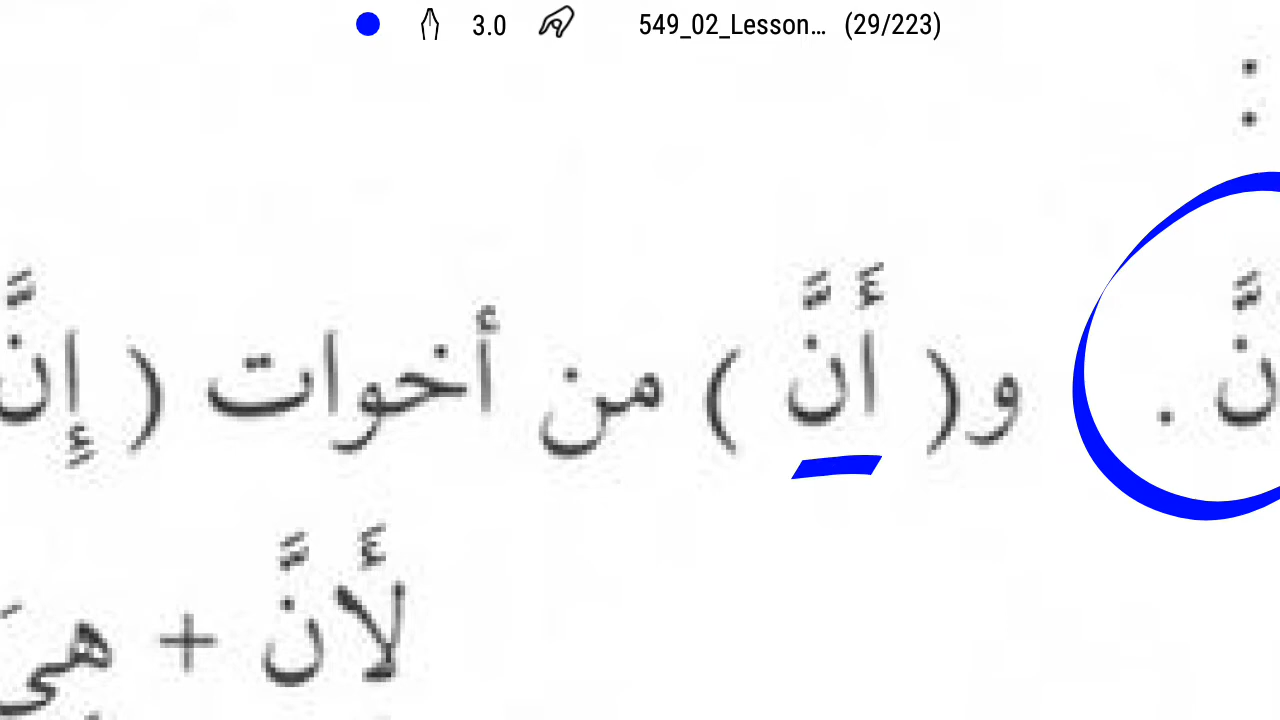 3.0 549_02_Lesson… (29/223)
نَّ . و( أَنَّ ) من أخوات ( إِنَّ
لأَنَّ + هيَ